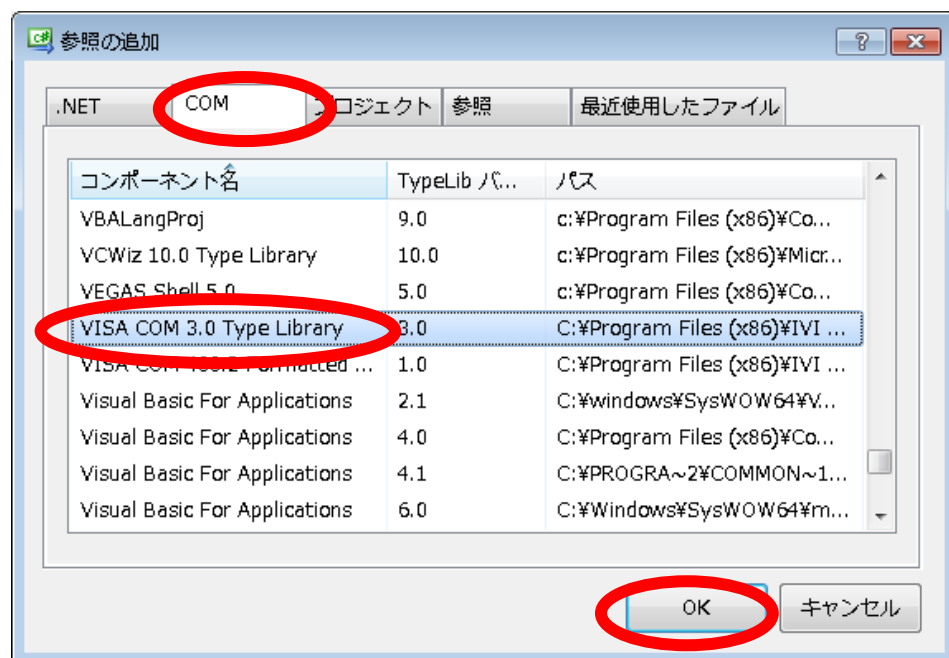 参照の追加
.NET COM プロジェクト 参照 最近使用したファイル
コンポーネント名 TypeLib バ... パス
VBALangProj 9.0 c:¥Program Files (x86)¥Co...
VCWiz 10.0 Type Library 10.0 c:¥Program Files (x86)¥Micr...
VEGAS Shell 5.0 5.0 c:¥Program Files (x86)¥Co...
VISA COM 3.0 Type Library 3.0 C:¥Program Files (x86)¥IVI ...
VISA COM 488.2 Formatted ... 1.0 C:¥Program Files (x86)¥IVI ...
Visual Basic For Applications 2.1 C:¥windows¥SysWOW64¥V...
Visual Basic For Applications 4.0 C:¥Program Files (x86)¥Co...
Visual Basic For Applications 4.1 C:¥PROGRA~2¥COMMON~1...
Visual Basic For Applications 6.0 C:¥Windows¥SysWOW64¥m...
OK キャンセル